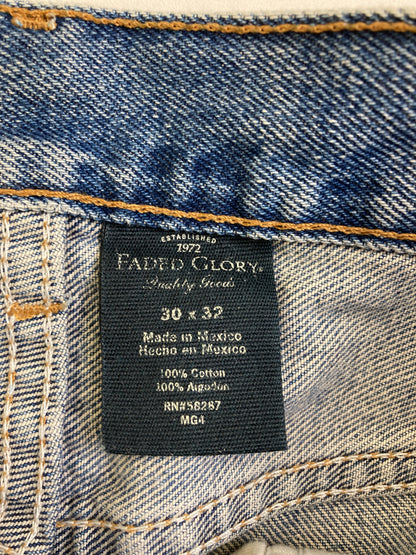 ESTABLISHED
1972
FADED GLORY®
Quality Goods
30 x 32
Made in Mexico
Hecho en Mexico
100% Cotton
100% Algodon
RN#58287
MG4